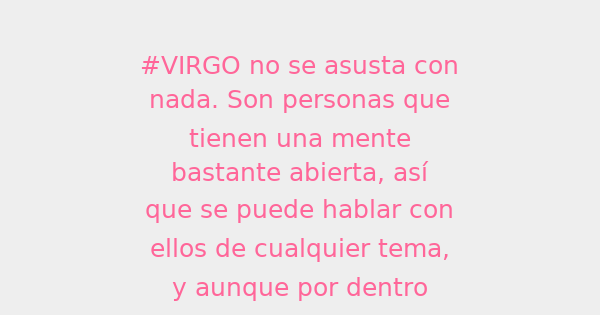 #VIRGO no se asusta con
nada. Son personas que
tienen una mente
bastante abierta, así
que se puede hablar con
ellos de cualquier tema,
y aunque por dentro